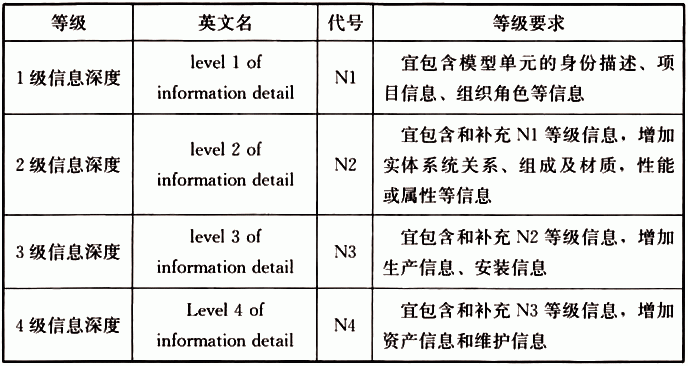 等级 英文名 代号 等级要求
1级信息深度 level 1 of information detail N1 宜包含模型单元的身份描述、项
目信息、组织角色等信息
2级信息深度 level 2 of information detail N2 宜包含和补充 N1 等级信息，增加
实体系统关系、组成及材质，性能
或属性等信息
3级信息深度 level 3 of information detail N3 宜包含和补充 N2 等级信息，增加
生产信息、安装信息
4级信息深度 Level 4 of information detail N4 宜包含和补充 N3 等级信息，增加
资产信息和维护信息